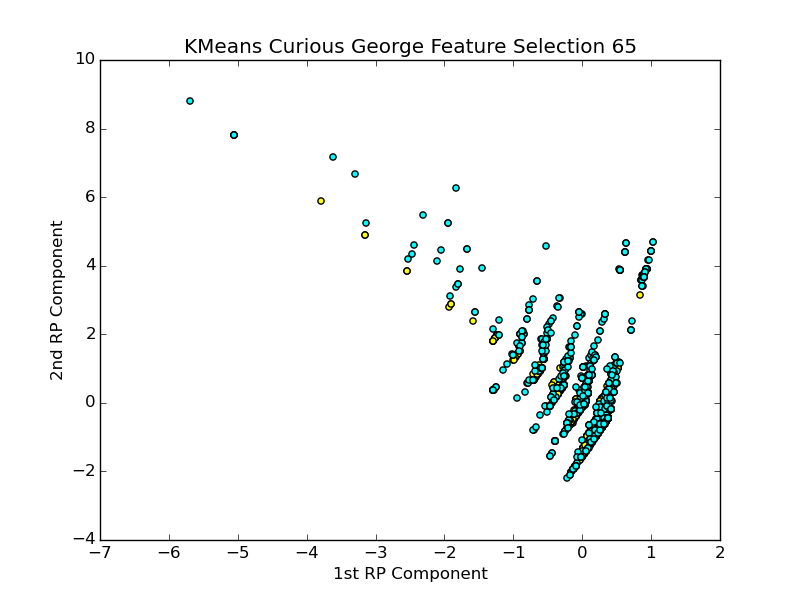 KMeans Curious George Feature Selection 65
10
8
6
4
2
0
−2
−4
2nd RP Component
−7 −6 −5 −4 −3 −2 −1 0 1 2
1st RP Component